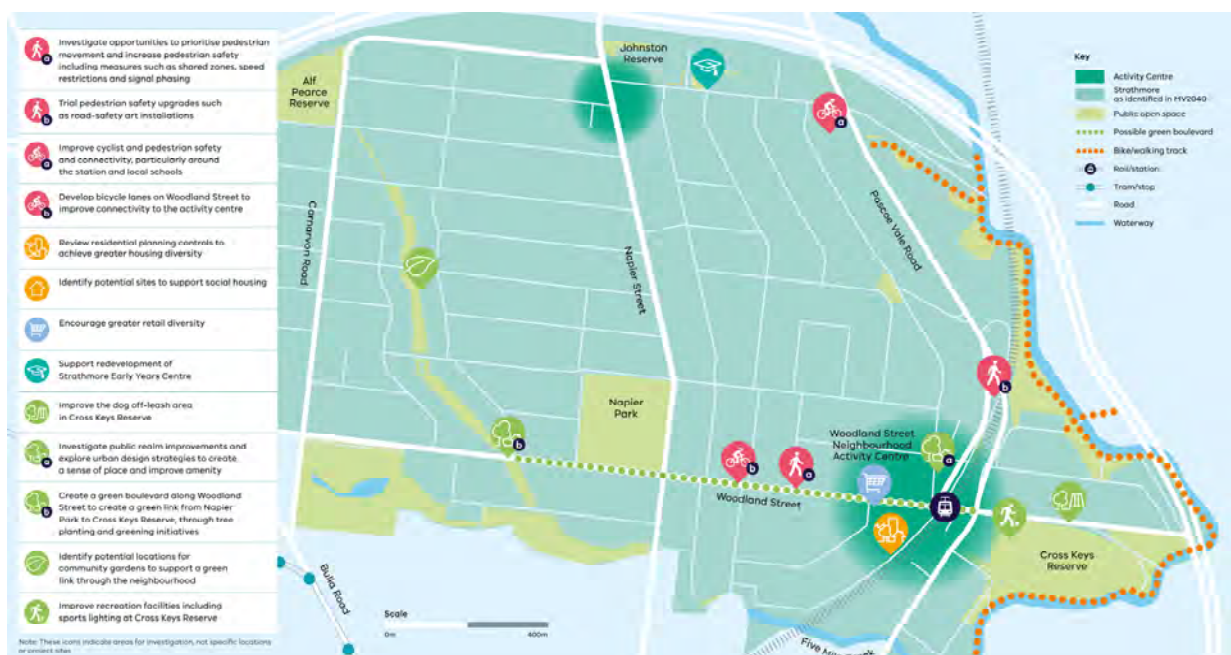 Investigate opportunities to prioritise pedestrian
movement and increase pedestrian safety
including measures such as shared zones, speed
restrictions and signal phasing
a
Trial pedestrian safety upgrades such
as road-safety art installations
b
Improve cyclist and pedestrian safety
and connectivity, particularly around
the station and local schools
a
Develop bicycle lanes on Woodland Street to
improve connectivity to the activity centre
b
Review residential planning controls to
achieve greater housing diversity
Identify potential sites to support social housing
Encourage greater retail diversity
Support redevelopment of
Strathmore Early Years Centre
Improve the dog off-leash area
in Cross Keys Reserve
Investigate public realm improvements and
explore urban design strategies to create
a sense of place and improve amenity
a
Create a green boulevard along Woodland
Street to create a green link from Napier
Park to Cross Keys Reserve, through tree
planting and greening initiatives
b
Identify potential locations for
community gardens to support a green
link through the neighbourhood
Improve recreation facilities including
sports lighting at Cross Keys Reserve
Note: These icons indicate areas for investigation, not specific locations
or project sites
Alf
Pearce
Reserve
Johnston
Reserve
a
Carnarvon Road
Napier Street
Pascoe Vale Road
Napier
Park
b
b
b
a
Woodland Street
Neighbourhood
Activity Centre
a
Woodland Street
Cross Keys
Reserve
Bulla Road
Scale
0m
400m
Key
Activity Centre
Strathmore
as identified in MV2040
Public open space
Possible green boulevard
Bike/walking track
Rail/station
Tram/stop
Road
Waterway